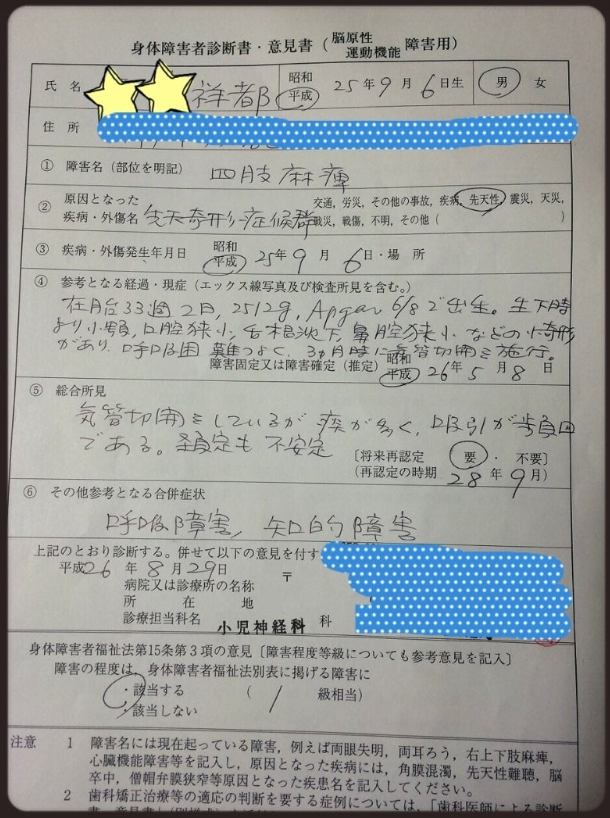 身体障害者診断書・意見書(脳原性運動機能障害用)
氏名 祥都 昭和 平成 25年9月6日生 男 女
住所
① 障害名(部位を明記) 四肢麻痺
② 原因となった疾病・外傷名 先天奇形症候群 交通,労災,その他の事故,疾病,先天性,震災,天災,
戦災,戦傷,不明,その他( )
③ 疾病・外傷発生年月日 昭和 平成 25年9月6日・場所
④ 参考となる経過・現症(エックス線写真及び検査所見を含む。)
在胎33週2日,2512g,Apgar 6/8で出生。生下時
より小顎,口腔狭小,舌根沈下,鼻腔狭小などの小奇形
があり,呼吸困難つよく,3ヶ月時に気管切開を施行。
障害固定又は障害確定(推定) 昭和 平成 26年5月8日
⑤ 総合所見
気管切開をしているが痰が多く,吸引が頻回
である。頚定も不安定
〔将来再認定 要・不要〕
(再認定の時期 28年9月)
⑥ その他参考となる合併症状
呼吸障害,知的障害
上記のとおり診断する。併せて以下の意見を付す
平成26年8月29日
病院又は診療所の名称 〒
所在地
診療担当科名 小児神経科 科
身体障害者福祉法第15条第3項の意見〔障害程度等級についても参考意見を記入〕
障害の程度は、身体障害者福祉法別表に掲げる障害に
・該当する (1級相当)
・該当しない
注意 1 障害名には現在起っている障害,例えば両眼失明,両耳ろう,右上下肢麻痺,
心臓機能障害等を記入し,原因となった疾病には,角膜混濁,先天性難聴,脳
卒中,僧帽弁膜狭窄等原因となった疾患名を記入してください。
2 歯科矯正治療等の適応の判断を要する症例については,「歯科医師による診断